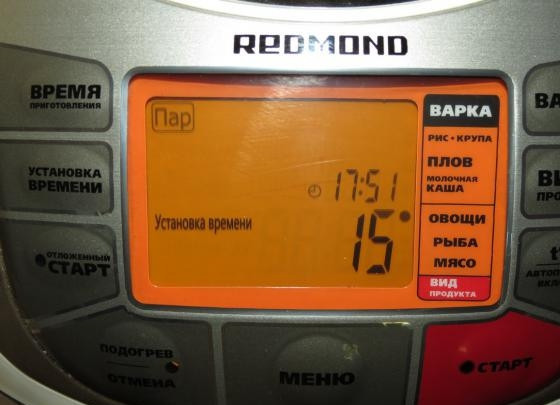 REDMOND
ВРЕМЯ
ПРИГОТОВЛЕНИЯ
УСТАНОВКА
ВРЕМЕНИ
ОТЛОЖЕННЫЙ
СТАРТ
Пар
17:51
Установка времени
15
ВАРКА
РИС • КРУПА
ПЛОВ
МОЛОЧНАЯ
КАША
ОВОЩИ
РЫБА
МЯСО
ВИД
ПРОДУКТА
ПОДОГРЕВ
ОТМЕНА
МЕНЮ
СТАРТ